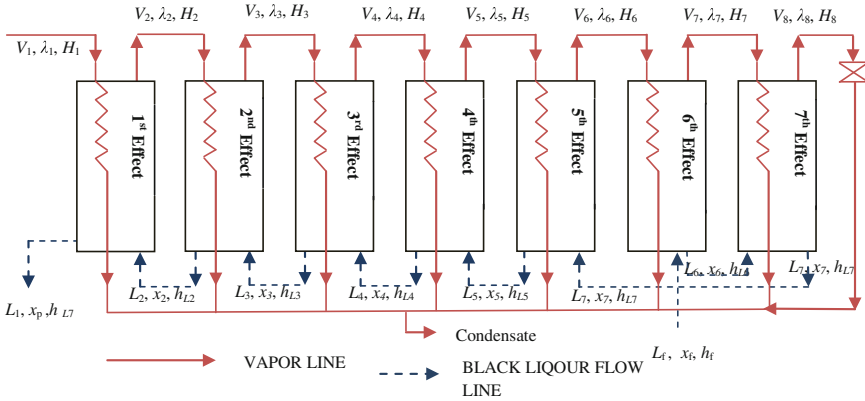 V2, λ2, H2 V3, λ3, H3 V4, λ4, H4 V5, λ5, H5 V6, λ6, H6 V7, λ7, H7 V8, λ8, H8
V1, λ1, H1
1st Effect
2nd Effect
3rd Effect
4th Effect
5th Effect
6th Effect
7th Effect
L6, x6, hL6 L7, x7, hL7
L2, x2, hL2 L3, x3, hL3 L4, x4, hL4 L5, x5, hL5 L7, x7, hL7
L1, xp ,h L7
Condensate
Lf , xf, hf
VAPOR LINE
BLACK LIQOUR FLOW
LINE